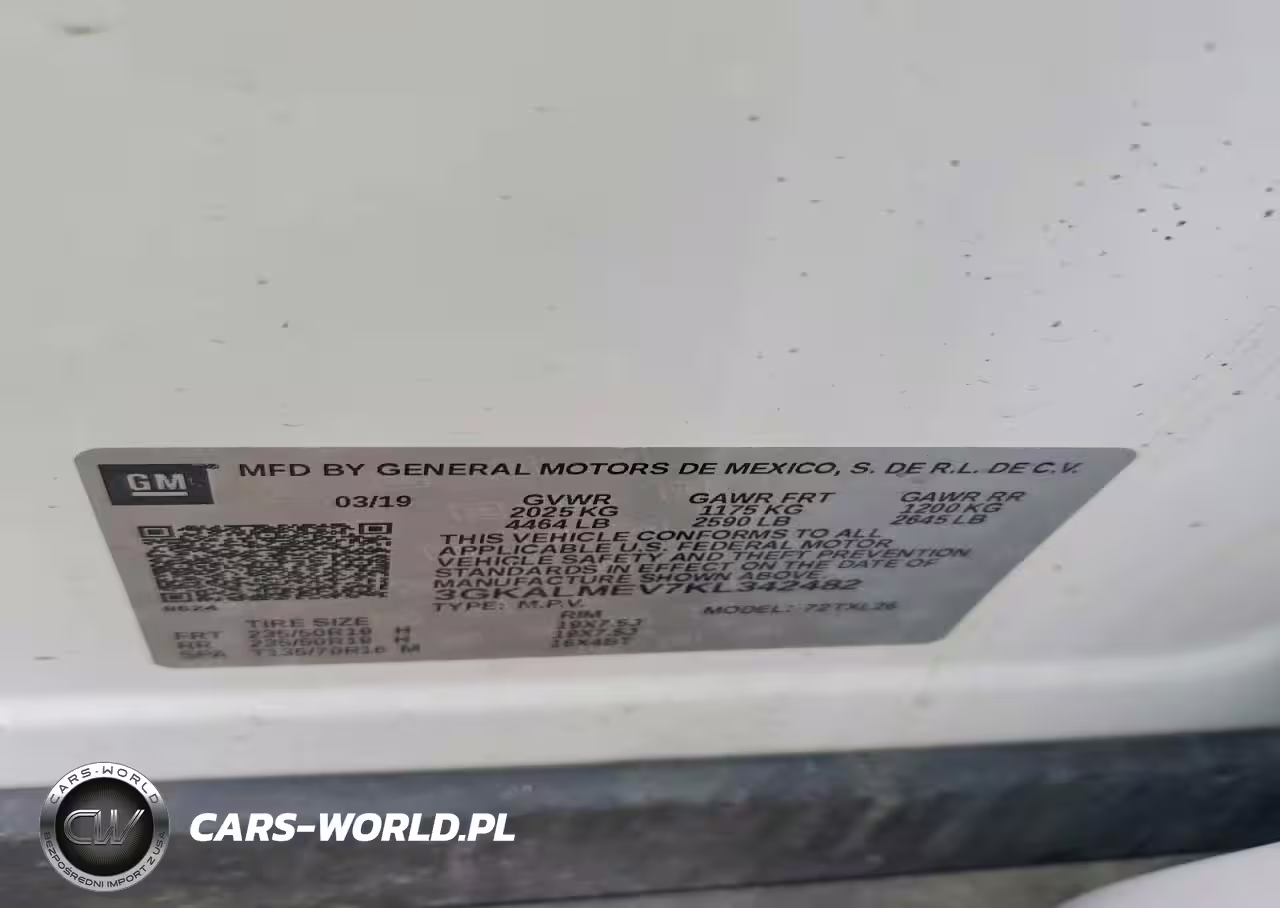 GM
MFD BY GENERAL MOTORS DE MEXICO, S. DE R.L. DE C.V.
03/19 GVWR GAWR FRT GAWR RR
2025 KG 1175 KG 1200 KG
4464 LB 2590 LB 2645 LB
THIS VEHICLE CONFORMS TO ALL
APPLICABLE U.S. FEDERAL MOTOR
VEHICLE SAFETY, AND THEFT PREVENTION
STANDARDS IN EFFECT ON THE DATE OF
MANUFACTURE SHOWN ABOVE
3GKALMEV7KL342482
TYPE: M.P.V. MODEL: 72TXL26
TIRE SIZE RIM
FRT 235/50R19 H 19X7.5J
RR 235/50R19 H 19X7.5J
SPA T135/70R16 M 16X4BT
CARS-WORLD
CW
BEZPOŚREDNI IMPORT Z USA
CARS-WORLD.PL